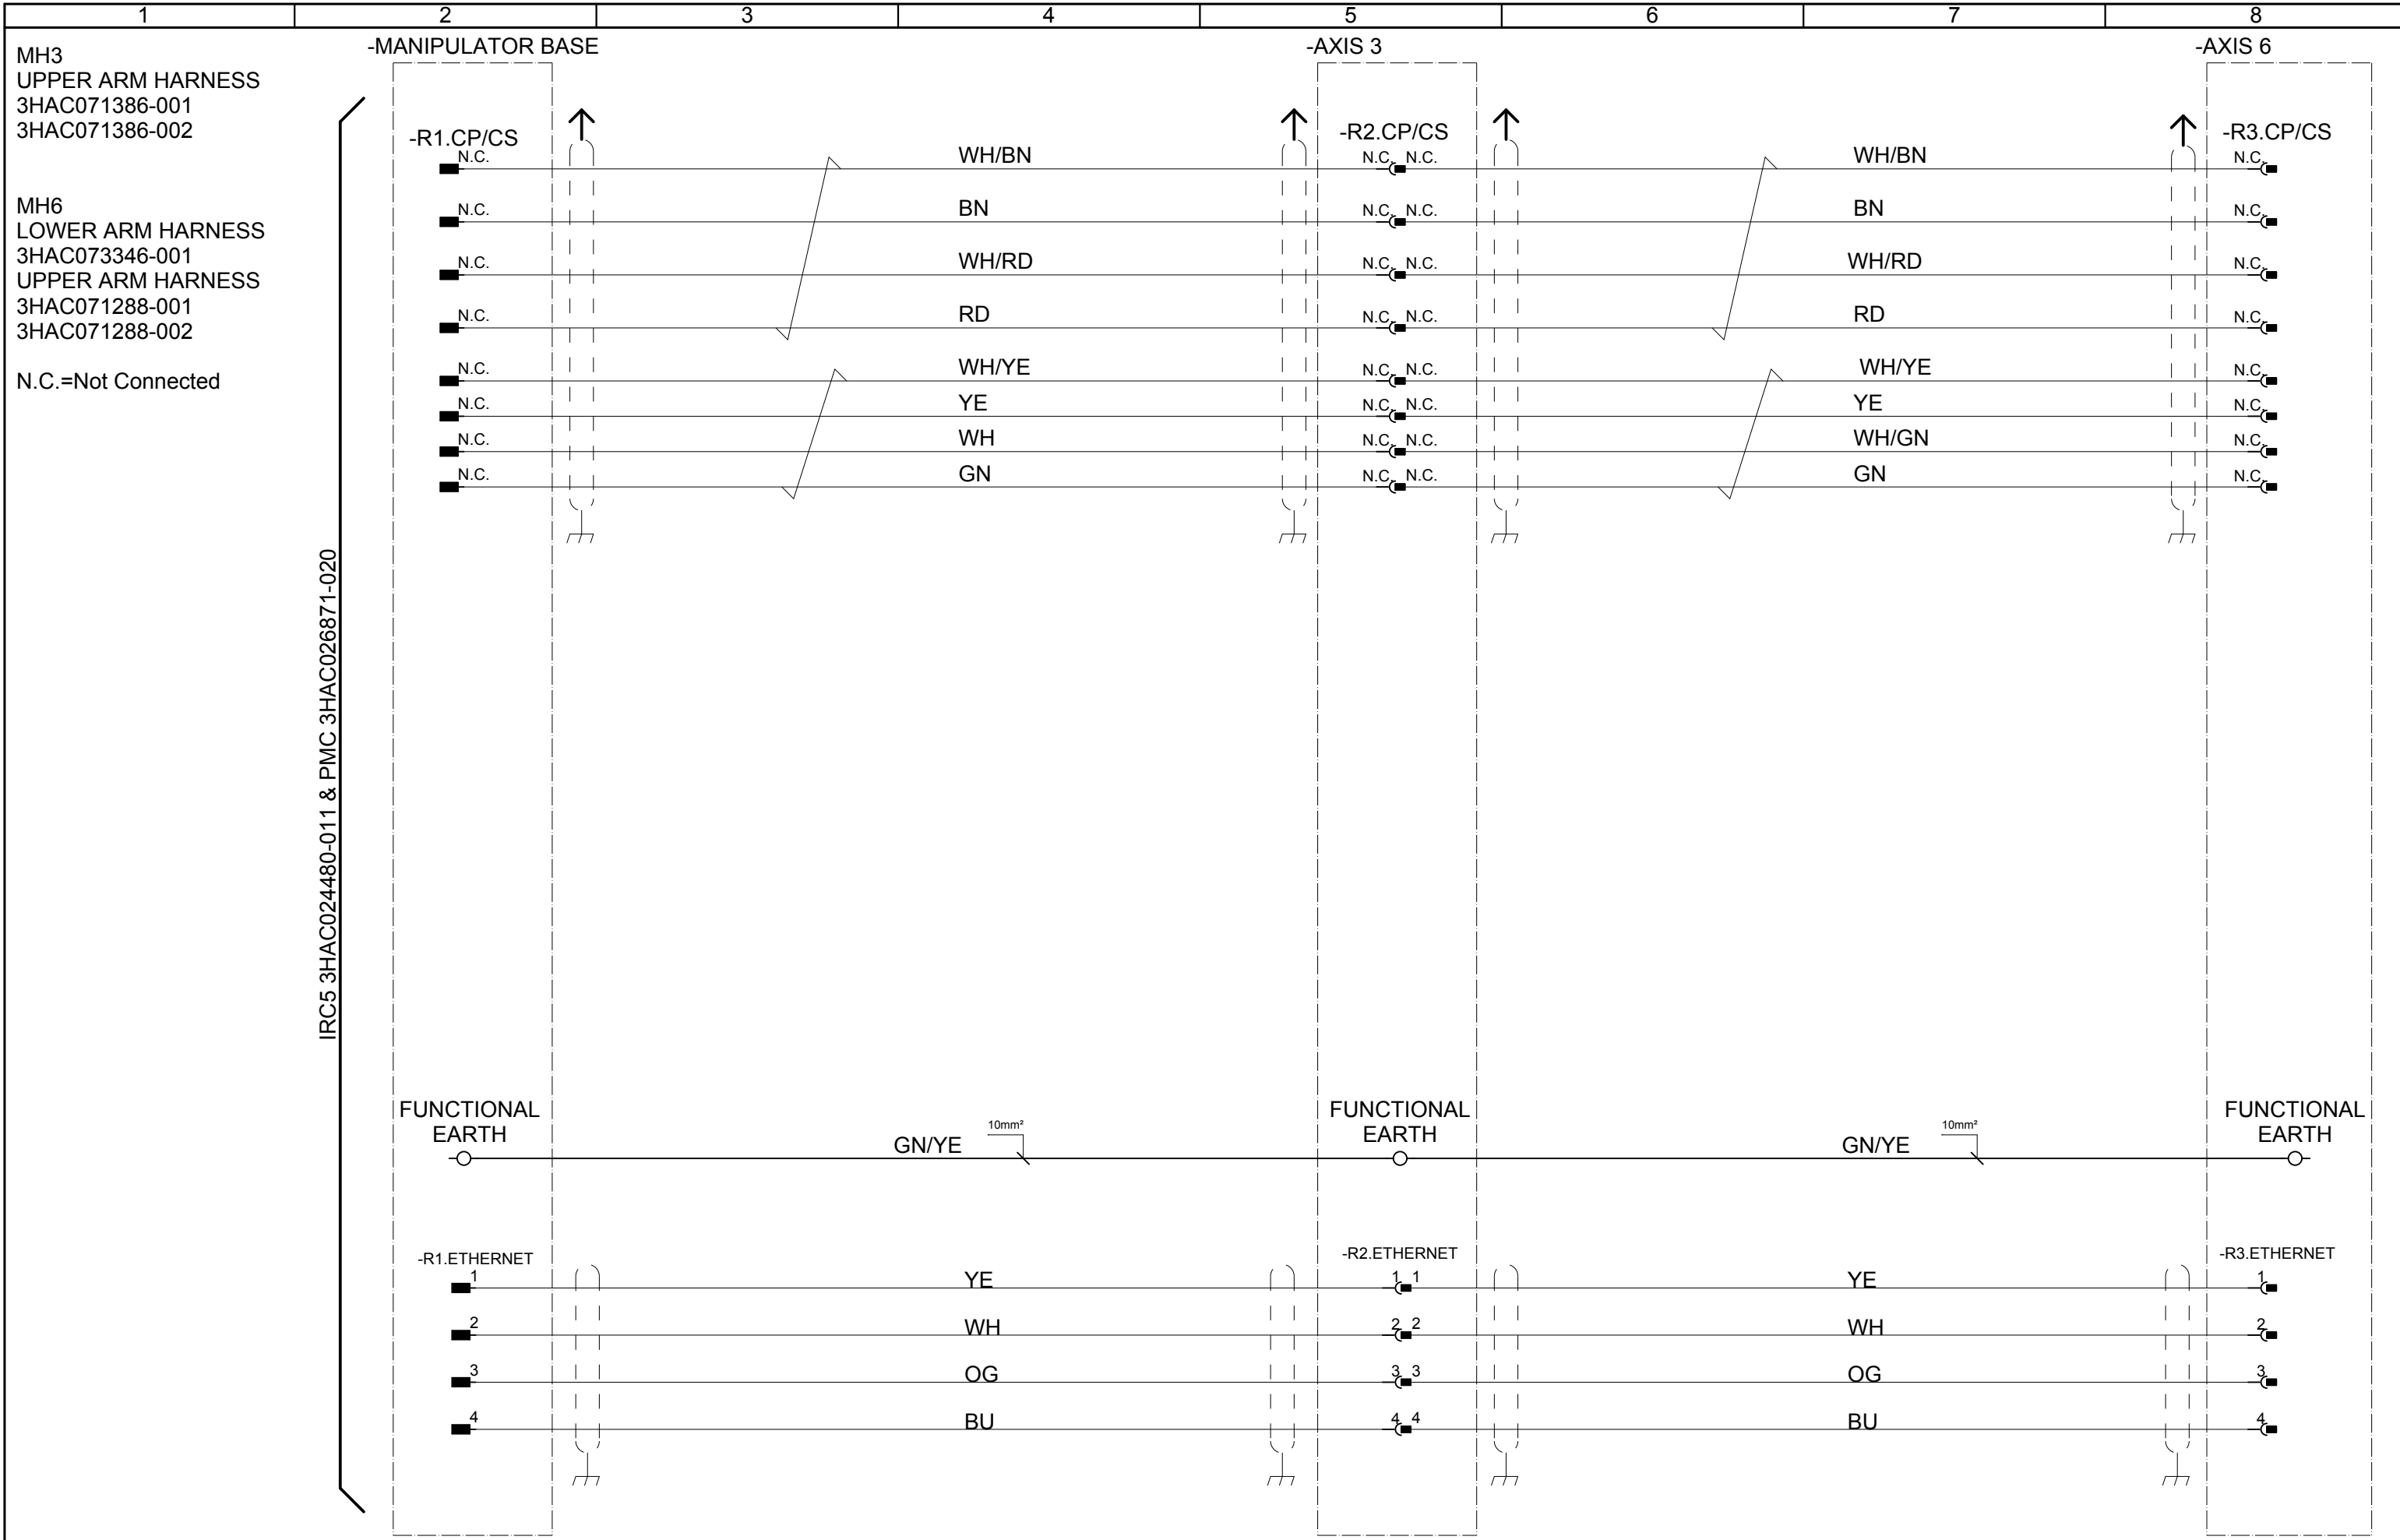 1 2 3 4 5 6 7 8
-MANIPULATOR BASE -AXIS 3 -AXIS 6
MH3
UPPER ARM HARNESS
3HAC071386-001
3HAC071386-002
MH6
LOWER ARM HARNESS
3HAC073346-001
UPPER ARM HARNESS
3HAC071288-001
3HAC071288-002
N.C.=Not Connected
IRC5 3HAC024480-011 & PMC 3HAC026871-020
-R1.CP/CS -R2.CP/CS -R3.CP/CS
N.C. WH/BN N.C. N.C. WH/BN N.C.
N.C. BN N.C. N.C. BN N.C.
N.C. WH/RD N.C. N.C. WH/RD N.C.
N.C. RD N.C. N.C. RD N.C.
N.C. WH/YE N.C. N.C. WH/YE N.C.
N.C. YE N.C. N.C. YE N.C.
N.C. WH N.C. N.C. WH/GN N.C.
N.C. GN N.C. N.C. GN N.C.
FUNCTIONAL FUNCTIONAL FUNCTIONAL
EARTH 10mm² EARTH 10mm² EARTH
GN/YE GN/YE
-R1.ETHERNET -R2.ETHERNET -R3.ETHERNET
1 YE 1 1 YE 1
2 WH 2 2 WH 2
3 OG 3 3 OG 3
4 BU 4 4 BU 4